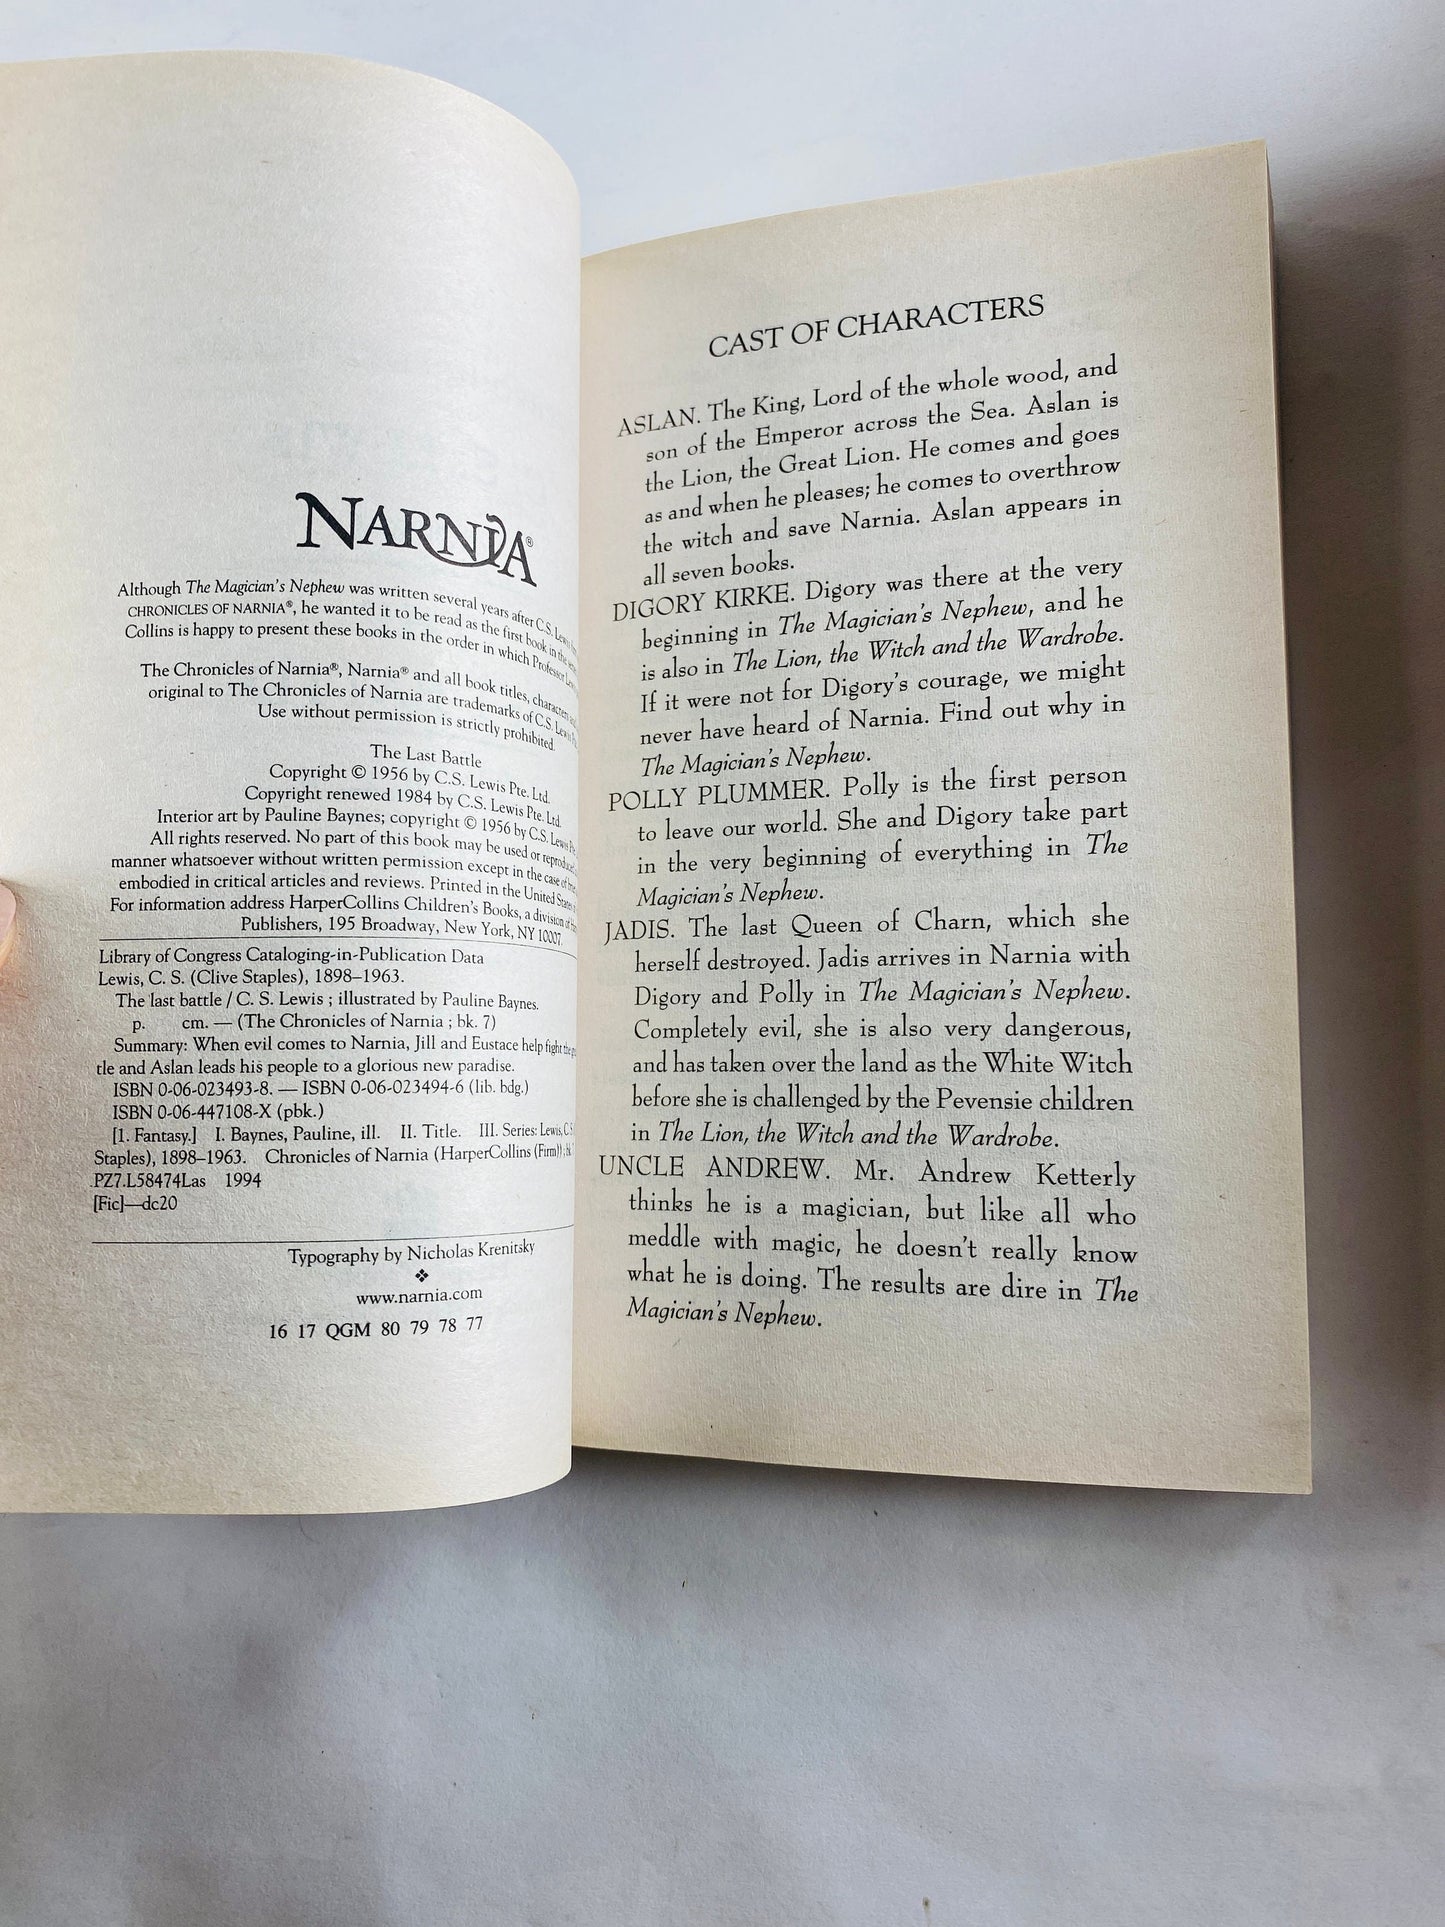 NARNIA®
Although The Magician's Nephew was written several years after C.S. Lewis
CHRONICLES OF NARNIA®, he wanted it to be read as the first book in the
Collins is happy to present these books in the order in which Professor
The Chronicles of Narnia®, Narnia® and all book titles, characters
original to The Chronicles of Narnia are trademarks of C.S. Lewis
Use without permission is strictly prohibited.
The Last Battle
Copyright © 1956 by C.S. Lewis Pte. Ltd.
Copyright renewed 1984 by C.S. Lewis Pte. Ltd.
Interior art by Pauline Baynes; copyright © 1956 by C.S. Lewis
All rights reserved. No part of this book may be used or reproduced
manner whatsoever without written permission except in the case of
embodied in critical articles and reviews. Printed in the United States
For information address HarperCollins Children's Books, a division of
Publishers, 195 Broadway, New York, NY 10007.
Library of Congress Cataloging-in-Publication Data
Lewis, C. S. (Clive Staples), 1898–1963.
The last battle / C. S. Lewis ; illustrated by Pauline Baynes.
p. cm. — (The Chronicles of Narnia ; bk. 7)
Summary: When evil comes to Narnia, Jill and Eustace help fight the
tle and Aslan leads his people to a glorious new paradise.
ISBN 0-06-023493-8. — ISBN 0-06-023494-6 (lib. bdg.)
ISBN 0-06-447108-X (pbk.)
[1. Fantasy.] I. Baynes, Pauline, ill. II. Title. III. Series: Lewis, C.
Staples), 1898–1963. Chronicles of Narnia (HarperCollins (Firm)) ;
PZ7.L58474Las 1994
[Fic]—dc20
Typography by Nicholas Krenitsky
❖
www.narnia.com
16 17 QGM 80 79 78 77
CAST OF CHARACTERS
ASLAN. The King, Lord of the whole wood, and
son of the Emperor across the Sea. Aslan is
the Lion, the Great Lion. He comes and goes
as and when he pleases; he comes to overthrow
the witch and save Narnia. Aslan appears in
all seven books.
DIGORY KIRKE. Digory was there at the very
beginning in The Magician's Nephew, and he
is also in The Lion, the Witch and the Wardrobe.
If it were not for Digory's courage, we might
never have heard of Narnia. Find out why in
The Magician's Nephew.
POLLY PLUMMER. Polly is the first person
to leave our world. She and Digory take part
in the very beginning of everything in The
Magician's Nephew.
JADIS. The last Queen of Charn, which she
herself destroyed. Jadis arrives in Narnia with
Digory and Polly in The Magician's Nephew.
Completely evil, she is also very dangerous,
and has taken over the land as the White Witch
before she is challenged by the Pevensie children
in The Lion, the Witch and the Wardrobe.
UNCLE ANDREW. Mr. Andrew Ketterly
thinks he is a magician, but like all who
meddle with magic, he doesn't really know
what he is doing. The results are dire in The
Magician's Nephew.